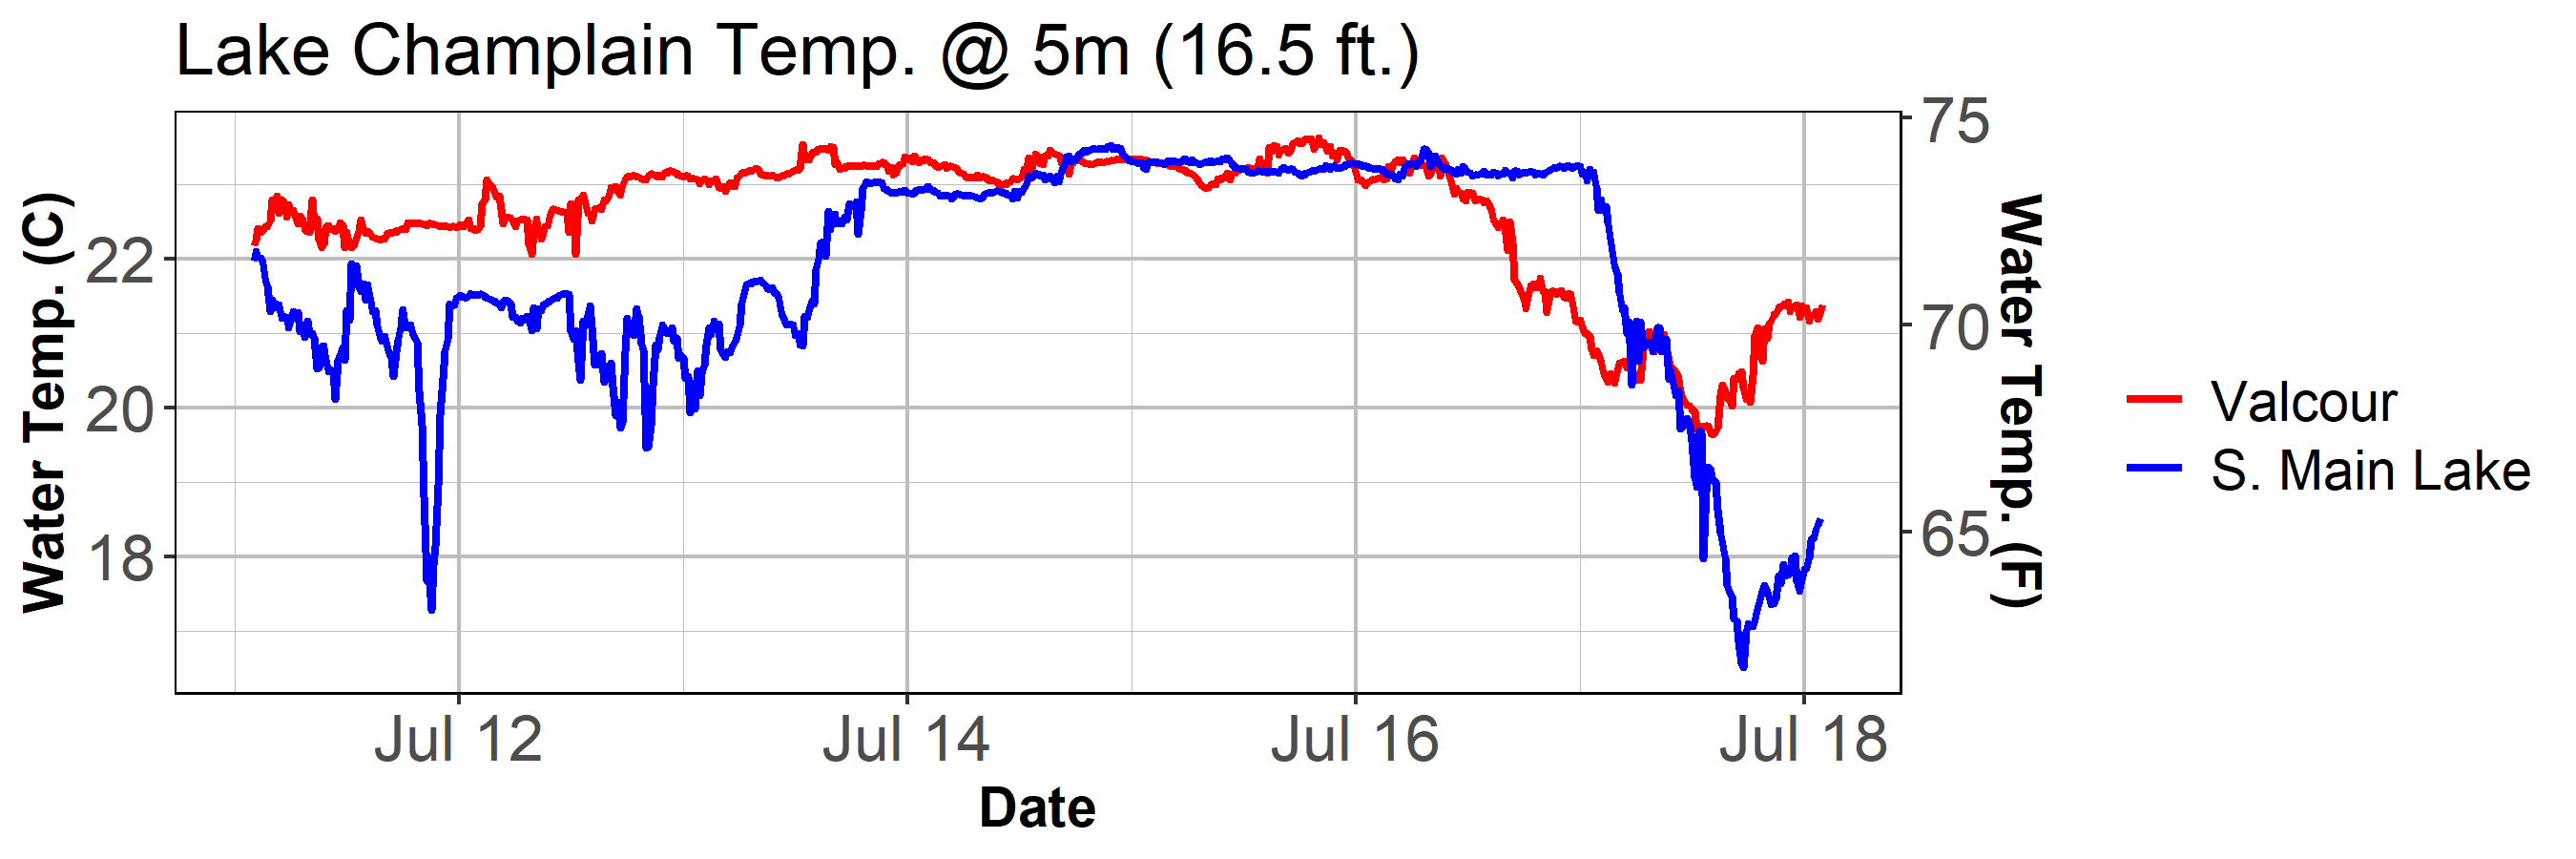 Lake Champlain Temp. @ 5m (16.5 ft.)
Water Temp. (C)
22
20
18
75
70
65
Water Temp. (F)
Jul 12
Jul 14
Jul 16
Jul 18
Date
Valcour
S. Main Lake